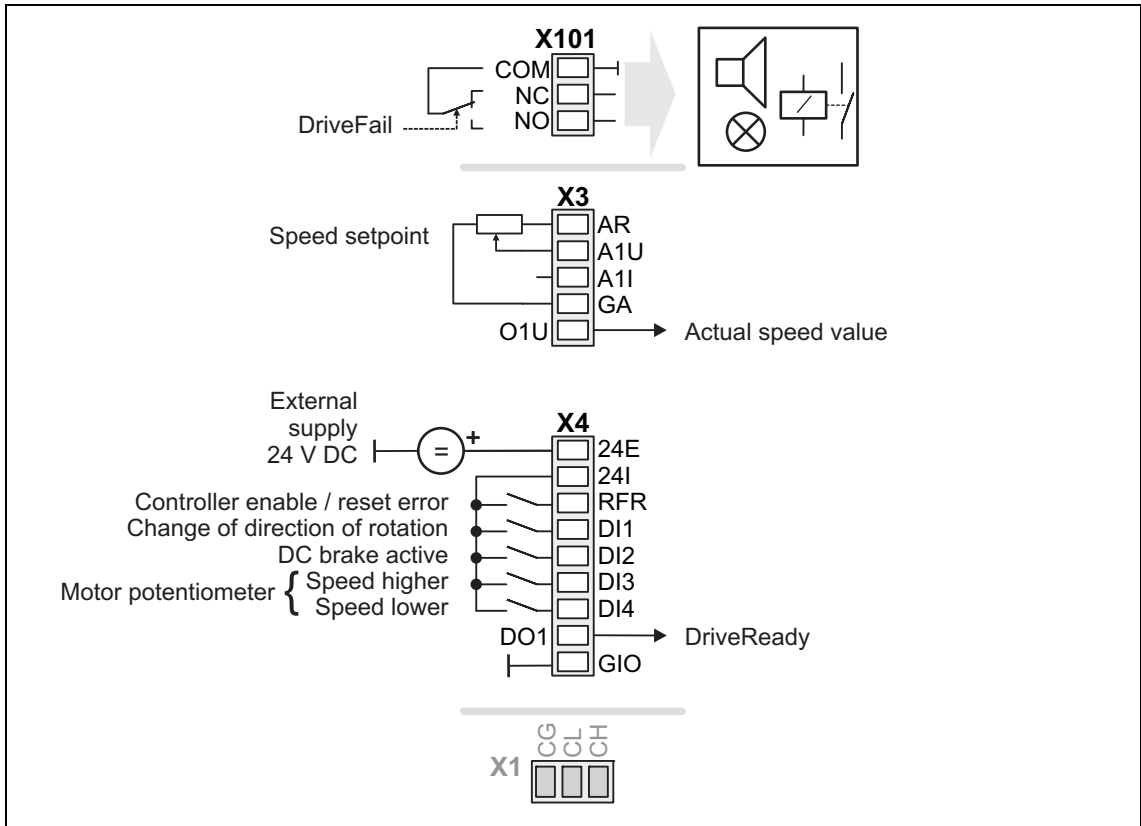 X101
COM
NC
DriveFail NO
X3
AR
Speed setpoint
A1U
A1I
GA
O1U Actual speed value
External
supply
24 V DC = +
X4
24E
24I
Controller enable / reset error RFR
Change of direction of rotation DI1
DC brake active DI2
Motor potentiometer { Speed higher DI3
Speed lower DI4
DO1 DriveReady
GIO
X1 CG CL CH